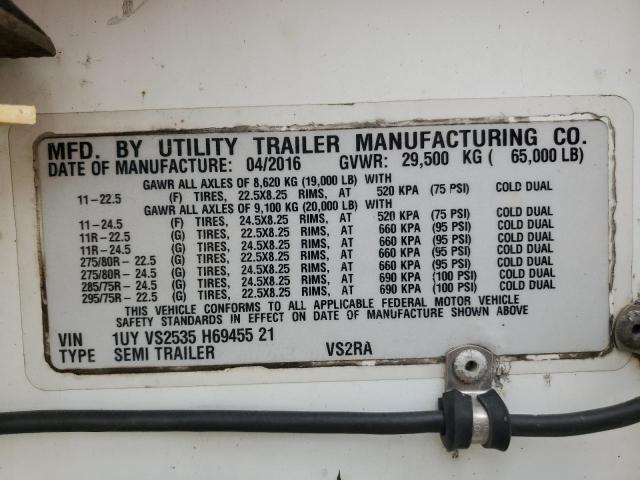 MFD. BY UTILITY TRAILER MANUFACTURING CO.
DATE OF MANUFACTURE: 04/2016 GVWR: 29,500 KG ( 65,000 LB)
GAWR ALL AXLES OF 8,620 KG (19,000 LB) WITH
11-22.5 (F) TIRES, 22.5X8.25 RIMS, AT 520 KPA (75 PSI) COLD DUAL
GAWR ALL AXLES OF 9,100 KG (20,000 LB) WITH
11-24.5 (F) TIRES, 24.5X8.25 RIMS, AT 520 KPA (75 PSI) COLD DUAL
11R-22.5 (G) TIRES, 22.5X8.25 RIMS, AT 660 KPA (95 PSI) COLD DUAL
11R-24.5 (G) TIRES, 24.5X8.25 RIMS, AT 660 KPA (95 PSI) COLD DUAL
275/80R-22.5 (G) TIRES, 22.5X8.25 RIMS, AT 660 KPA (95 PSI) COLD DUAL
275/80R-24.5 (G) TIRES, 24.5X8.25 RIMS, AT 660 KPA (95 PSI) COLD DUAL
285/75R-24.5 (G) TIRES, 24.5X8.25 RIMS, AT 690 KPA (100 PSI) COLD DUAL
295/75R-22.5 (G) TIRES, 22.5X8.25 RIMS, AT 690 KPA (100 PSI) COLD DUAL
THIS VEHICLE CONFORMS TO ALL APPLICABLE FEDERAL MOTOR VEHICLE
SAFETY STANDARDS IN EFFECT ON DATE OF MANUFACTURE SHOWN ABOVE
VIN 1UY VS2535 H69455 21
TYPE SEMI TRAILER VS2RA